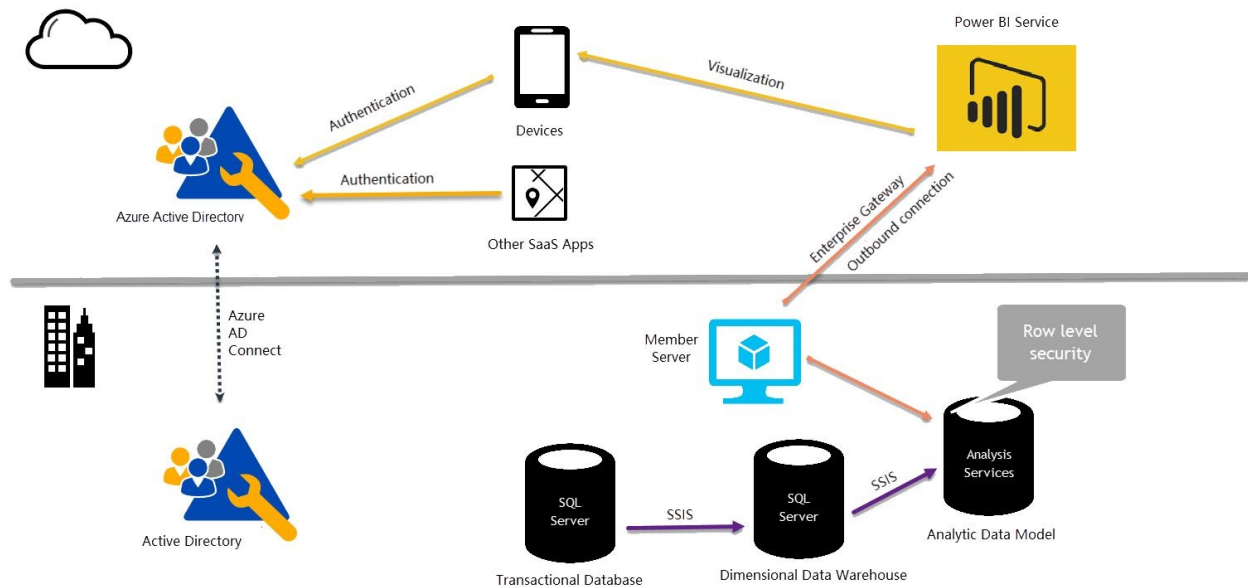 Power BI Service
Visualization
Authentication
Devices
Authentication
Azure Active Directory
Other SaaS Apps
Enterprise Gateway
Outbound connection
Azure
AD
Connect
Member
Server
Row level
security
Analysis
Services
SQL
Server
SSIS
SQL
Server
SSIS
Analytic Data Model
Active Directory
Transactional Database
Dimensional Data Warehouse